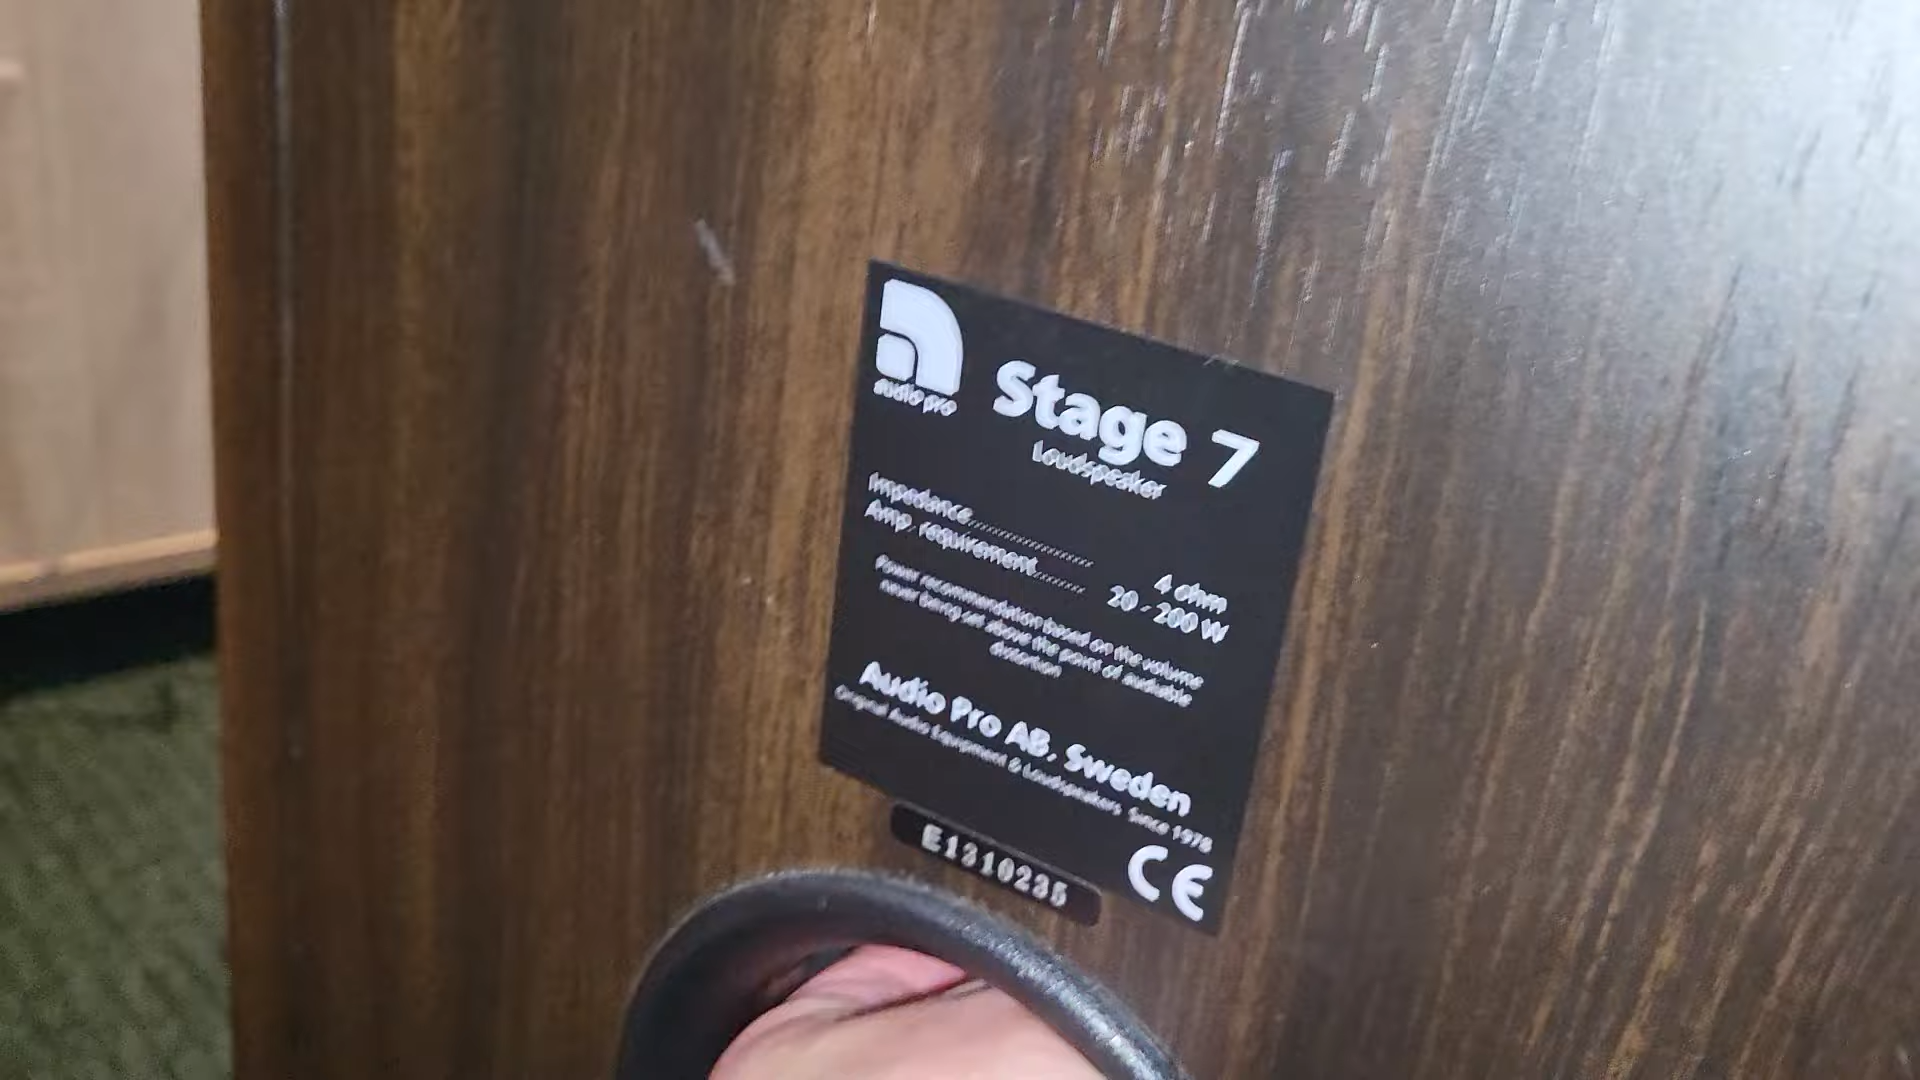 audio pro
Stage 7
Loudspeaker
Impedance.................... 4 ohm
Amp. requirement........ 20 - 200 W
Power recommendation based on the volume
never being set above the point of audiable
distortion
Audio Pro AB, Sweden
Original Audio Equipment & Loudspeakers Since 1978
CE
E1310235